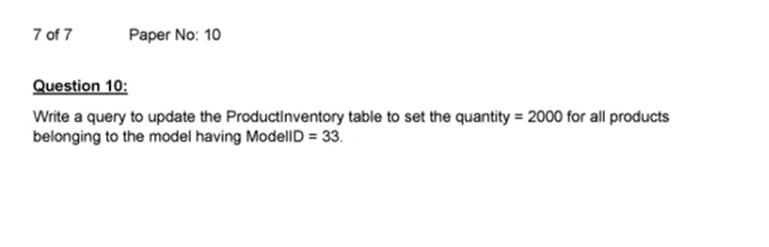 7 of 7 Paper No: 10
Question 10:
Write a query to update the ProductInventory table to set the quantity = 2000 for all products
belonging to the model having ModelID = 33.